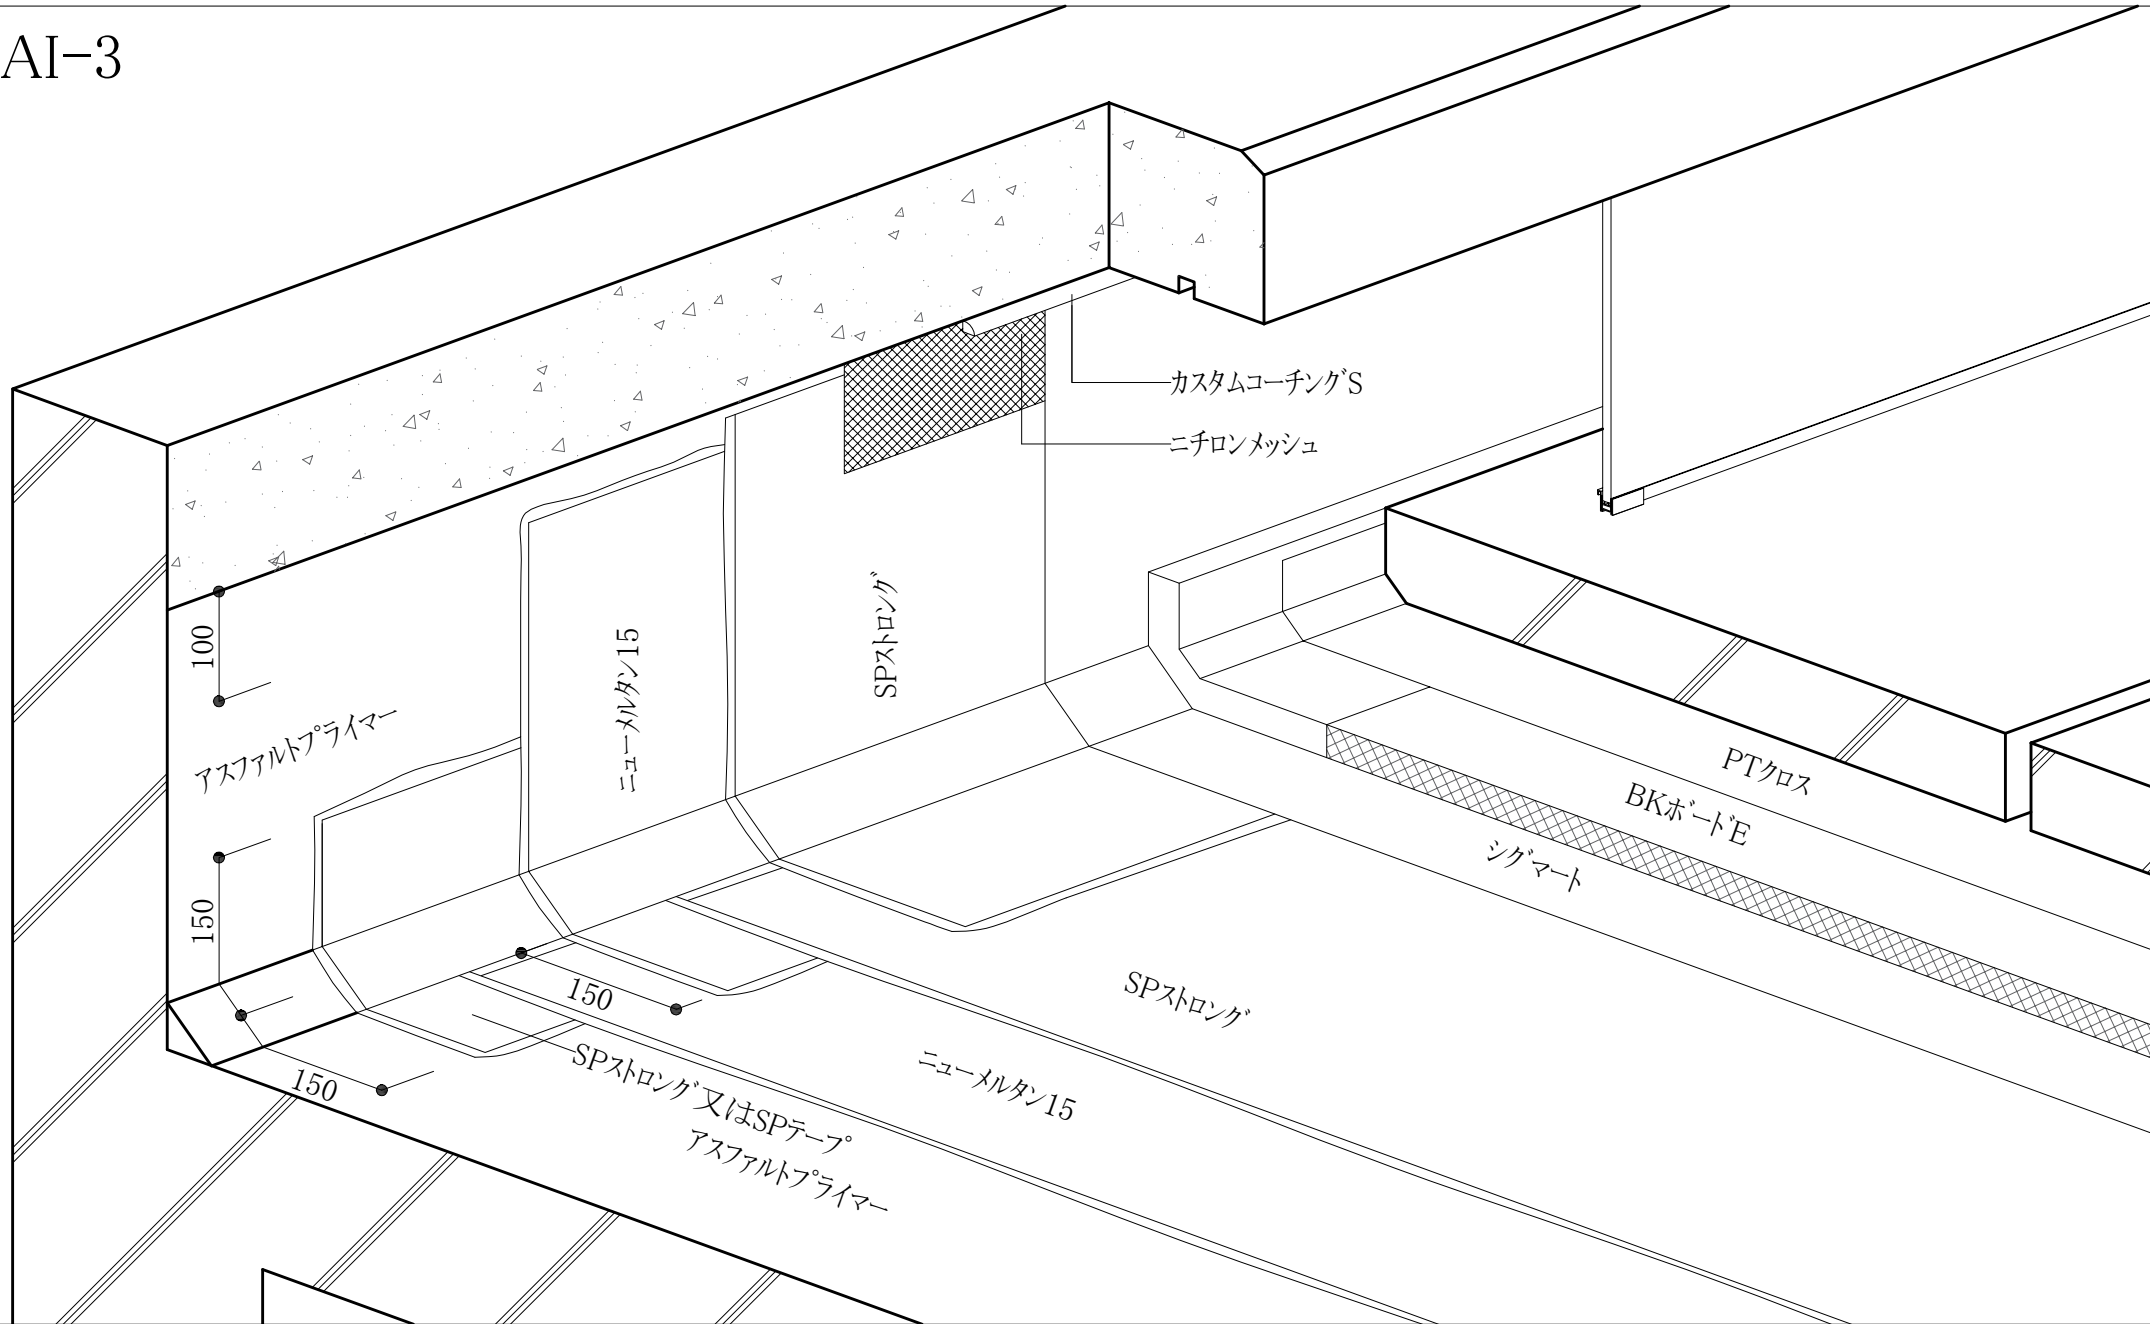 AI-3
カスタムコーチングS
ニチロンメッシュ
100
アスファルトプライマー
ニューメルタン15
SPストロング
150
PTクロス
BKボードE
シグマート
150
SPストロング
ニューメルタン15
150
SPストロング又はSPテープ
アスファルトプライマー